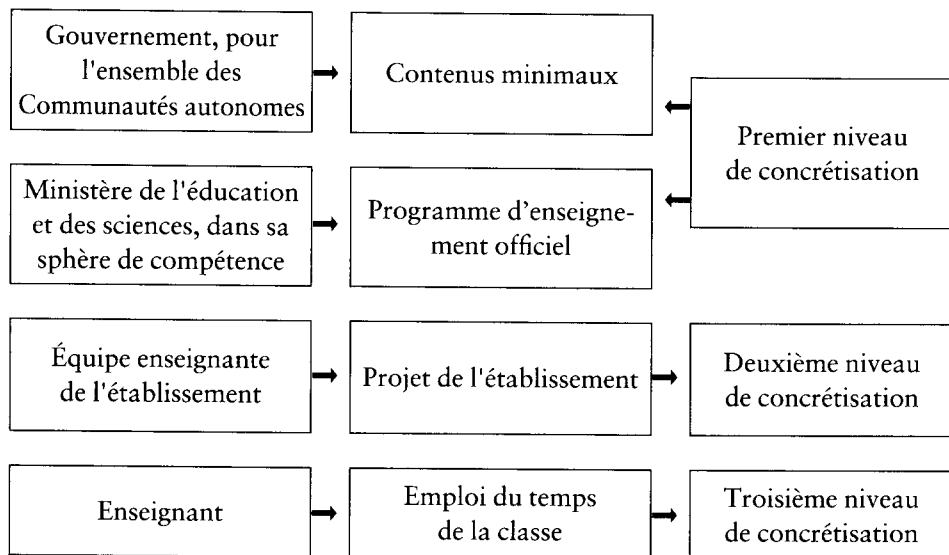 Gouvernement, pour
l'ensemble des
Communautés autonomes
Contenus minimaux
Premier niveau
de concrétisation
Ministère de l'éducation
et des sciences, dans sa
sphère de compétence
Programme d’enseigne-
ment officiel
Équipe enseignante
de l'établissement
Projet de l'établissement
Deuxième niveau
de concrétisation
Enseignant
Emploi du temps
de la classe
Troisième niveau
de concrétisation